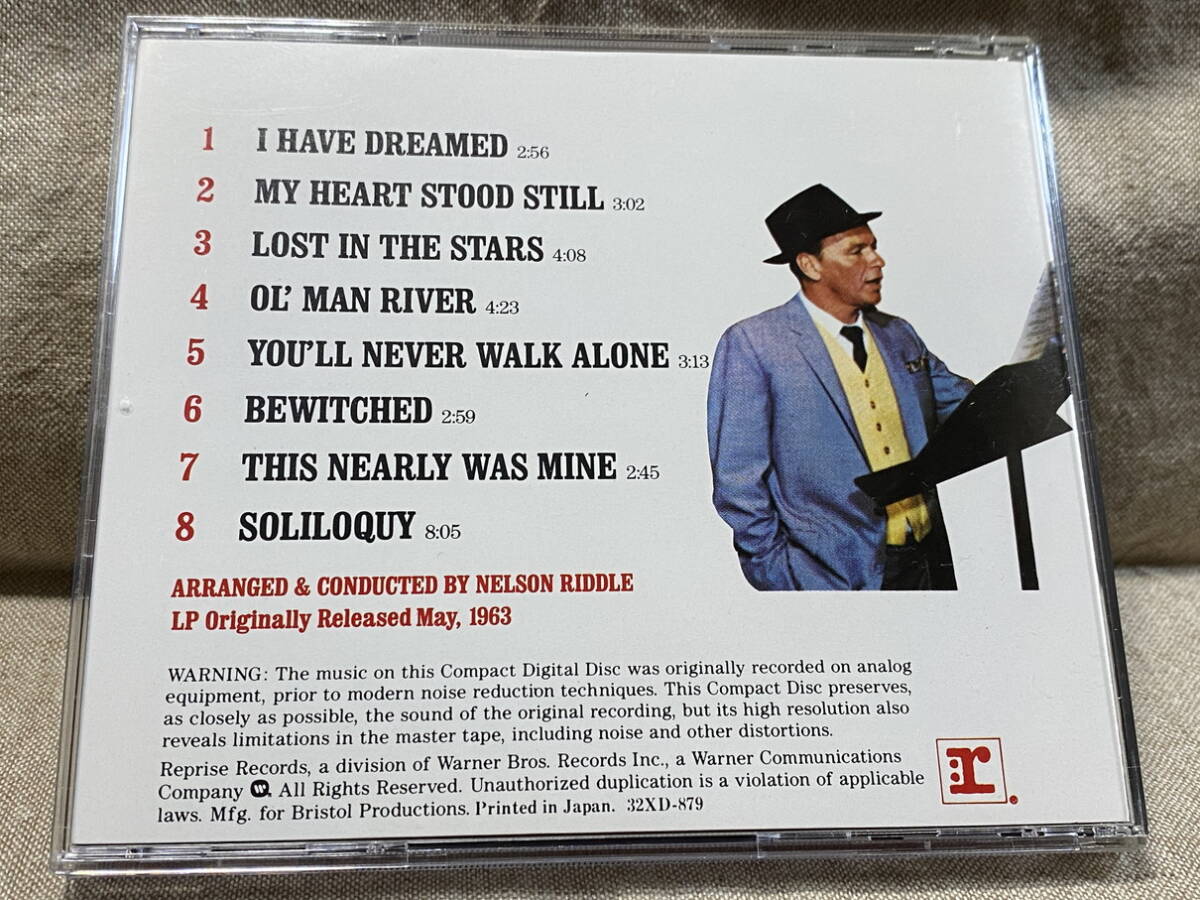 1 I HAVE DREAMED 2:56
2 MY HEART STOOD STILL 3:02
3 LOST IN THE STARS 4:08
4 OL' MAN RIVER 4:23
5 YOU'LL NEVER WALK ALONE 3:13
6 BEWITCHED 2:59
7 THIS NEARLY WAS MINE 2:45
8 SOLILOQUY 8:05
ARRANGED & CONDUCTED BY NELSON RIDDLE
LP Originally Released May, 1963
WARNING: The music on this Compact Digital Disc was originally recorded on analog
equipment, prior to modern noise reduction techniques. This Compact Disc preserves,
as closely as possible, the sound of the original recording, but its high resolution also
reveals limitations in the master tape, including noise and other distortions.
Reprise Records, a division of Warner Bros. Records Inc., a Warner Communications
Company W. All Rights Reserved. Unauthorized duplication is a violation of applicable
laws. Mfg. for Bristol Productions. Printed in Japan. 32XD-879
:r ®